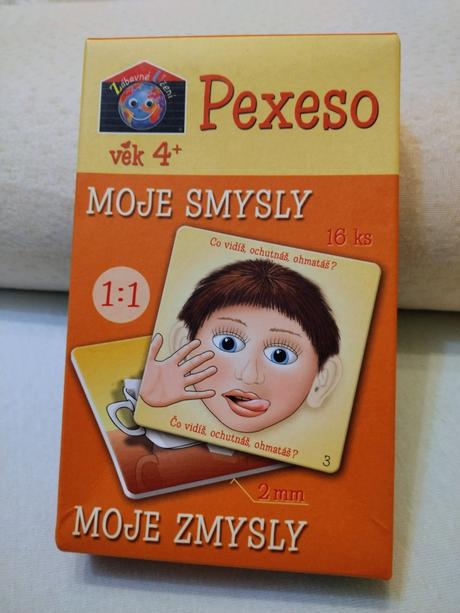 Zábavné Učení
Pexeso
věk 4+
MOJE SMYSLY
16 ks
1:1
Co vidíš, ochutnáš, ohmatáš?
Čo vidíš, ochutnáš, ohmatáš?
3
2 mm
MOJE ZMYSLY